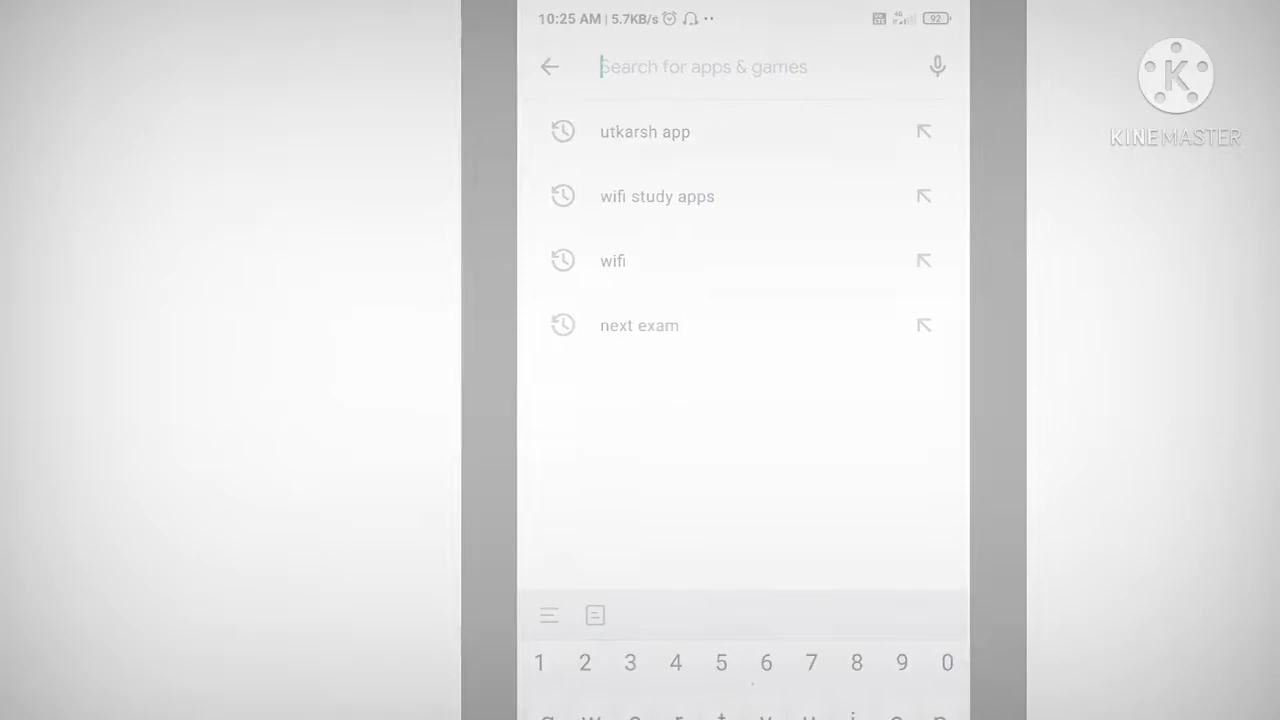 10:25 AM | 5.7KB/s
4G
92
Search for apps & games
K
KINEMASTER
utkarsh app
wifi study apps
wifi
next exam
1 2 3 4 5 6 7 8 9 0
q w e r t y u i o p